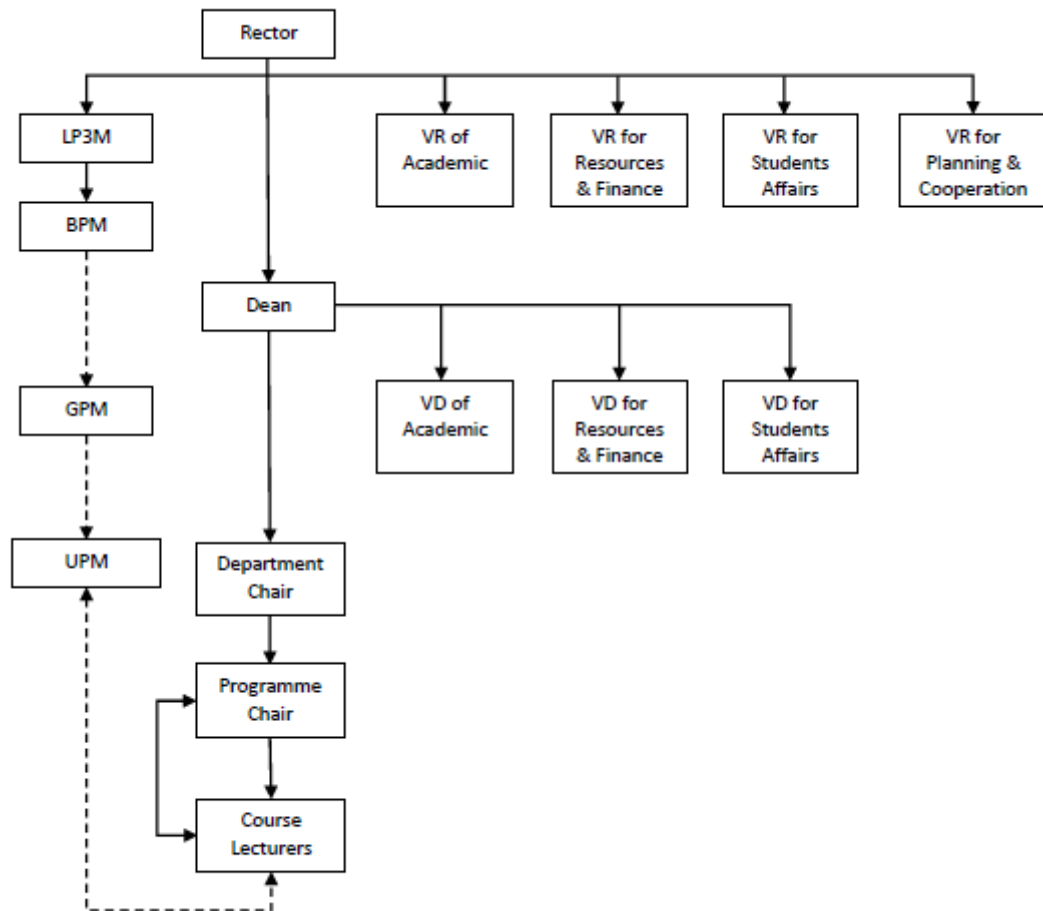 Rector
LP3M
VR of
Academic
VR for
Resources
& Finance
VR for
Students
Affairs
VR for
Planning &
Cooperation
BPM
Dean
GPM
VD of
Academic
VD for
Resources
& Finance
VD for
Students
Affairs
UPM
Department
Chair
Programme
Chair
Course
Lecturers